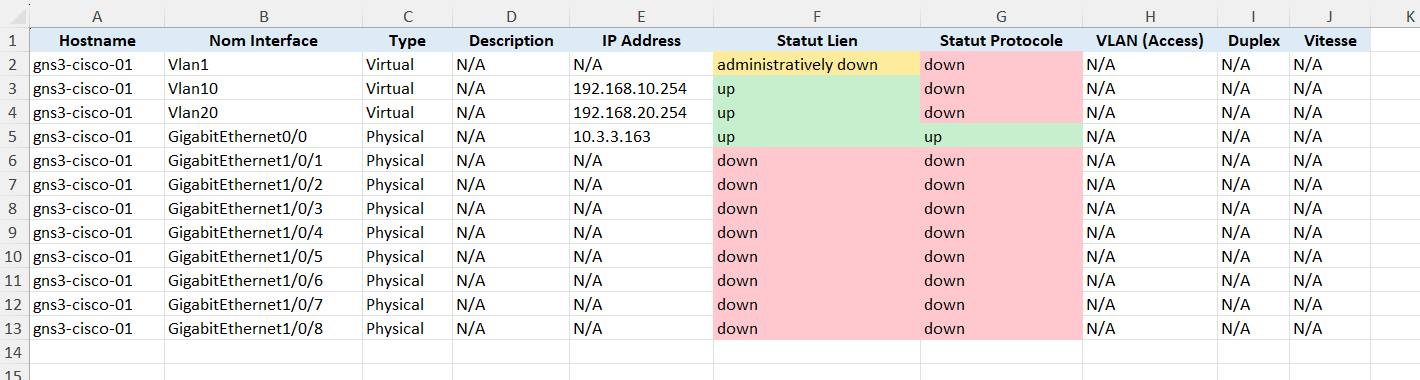 A B C D E F G H I J K
1 Hostname Nom Interface Type Description IP Address Statut Lien Statut Protocole VLAN (Access) Duplex Vitesse
2 gns3-cisco-01 Vlan1 Virtual N/A N/A administratively down down N/A N/A N/A
3 gns3-cisco-01 Vlan10 Virtual N/A 192.168.10.254 up down N/A N/A N/A
4 gns3-cisco-01 Vlan20 Virtual N/A 192.168.20.254 up down N/A N/A N/A
5 gns3-cisco-01 GigabitEthernet0/0 Physical N/A 10.3.3.163 up up N/A N/A N/A
6 gns3-cisco-01 GigabitEthernet1/0/1 Physical N/A N/A down down N/A N/A N/A
7 gns3-cisco-01 GigabitEthernet1/0/2 Physical N/A N/A down down N/A N/A N/A
8 gns3-cisco-01 GigabitEthernet1/0/3 Physical N/A N/A down down N/A N/A N/A
9 gns3-cisco-01 GigabitEthernet1/0/4 Physical N/A N/A down down N/A N/A N/A
10 gns3-cisco-01 GigabitEthernet1/0/5 Physical N/A N/A down down N/A N/A N/A
11 gns3-cisco-01 GigabitEthernet1/0/6 Physical N/A N/A down down N/A N/A N/A
12 gns3-cisco-01 GigabitEthernet1/0/7 Physical N/A N/A down down N/A N/A N/A
13 gns3-cisco-01 GigabitEthernet1/0/8 Physical N/A N/A down down N/A N/A N/A
14
15